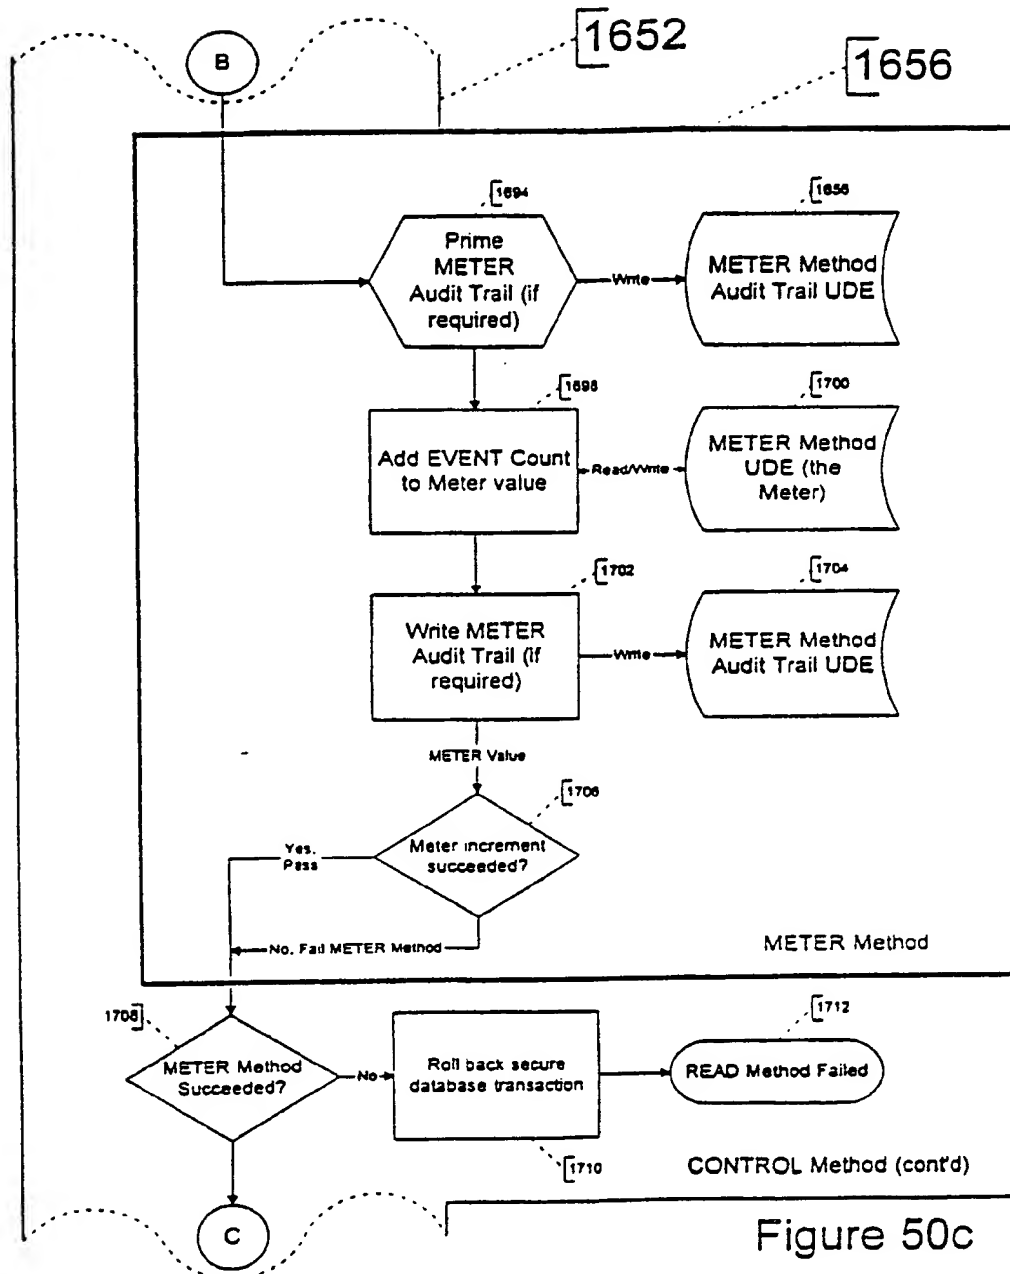 B
1652
1656
1694
Prime
METER
Audit Trail (if
required)
Write
1656
METER Method
Audit Trail UDE
1698
Add EVENT Count
to Meter value
Read/Write
1700
METER Method
UDE (the
Meter)
1702
Write METER
Audit Trail (if
required)
Write
1704
METER Method
Audit Trail UDE
METER Value
1706
Meter increment
succeeded?
Yes,
Pass
No, Fail METER Method
METER Method
1708
METER Method
Succeeded?
No
Roll back secure
database transaction
1710
1712
READ Method Failed
CONTROL Method (cont'd)
C
Figure 50c